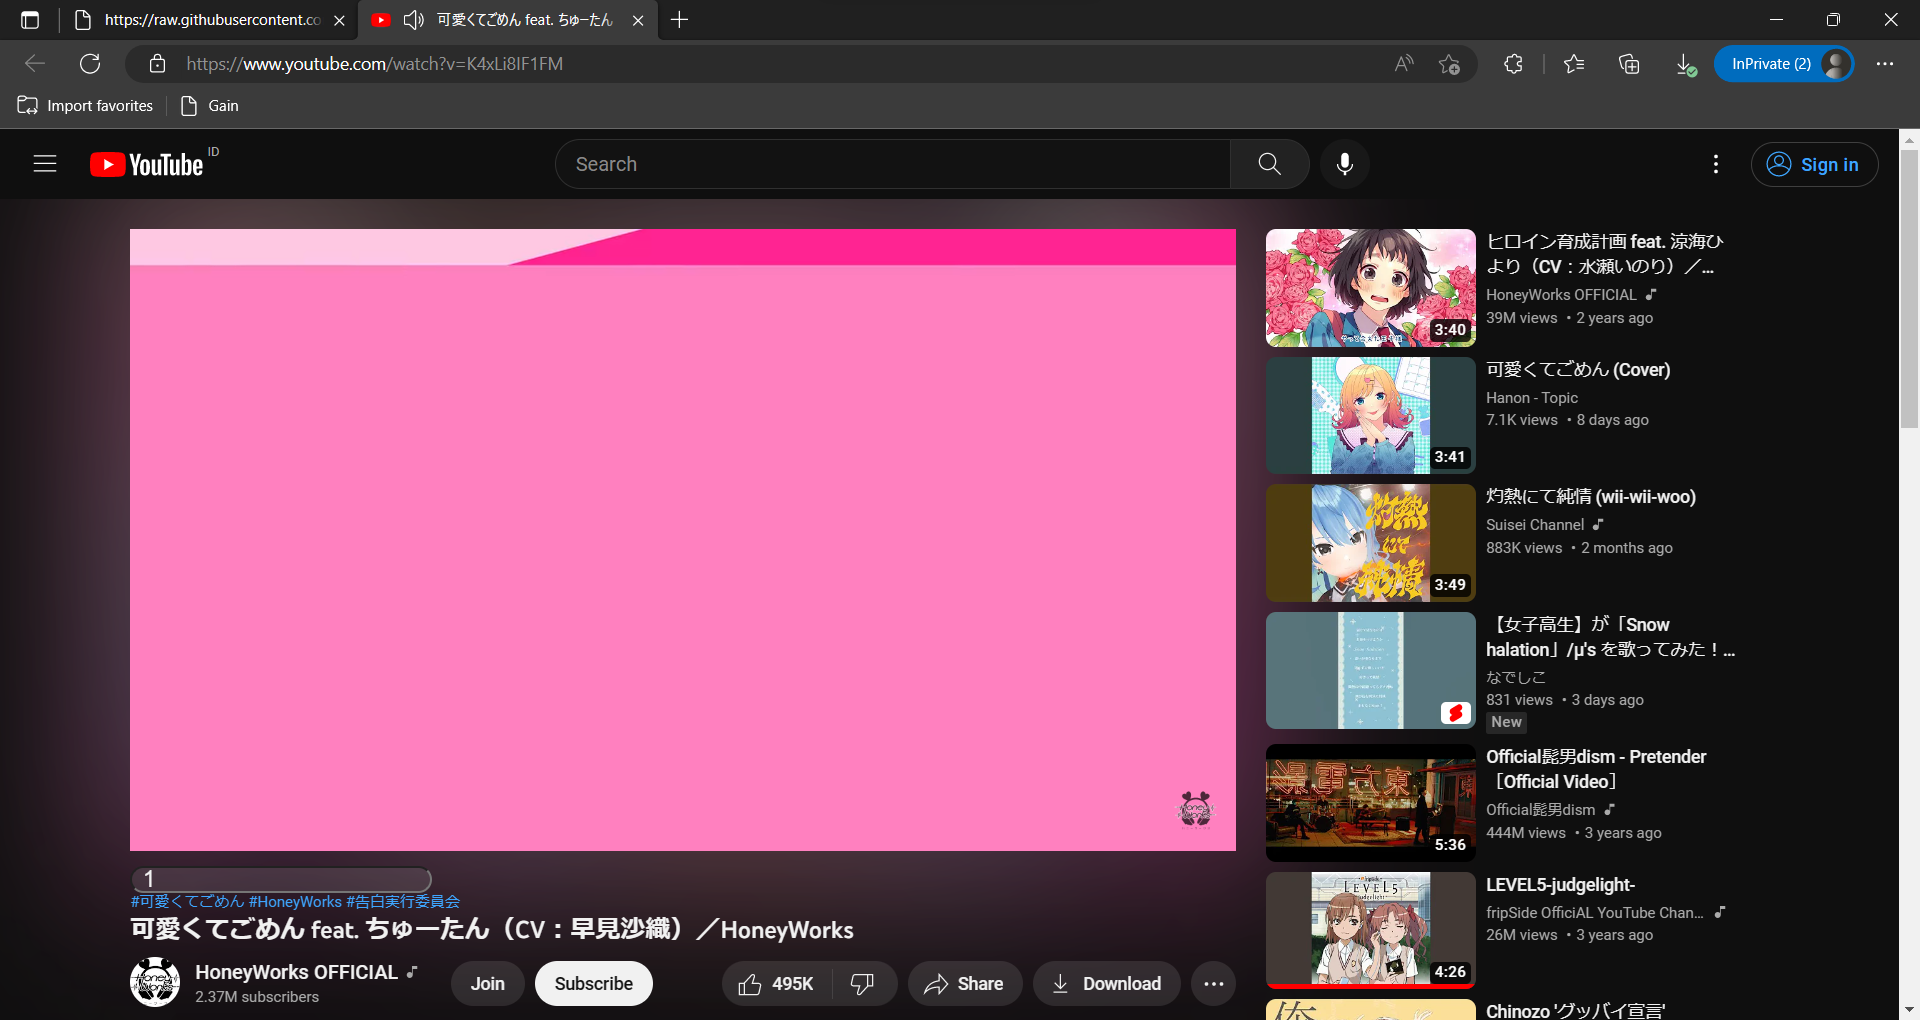 https://raw.githubusercontent.co
可愛くてごめん feat. ちゅーたん
https://www.youtube.com/watch?v=K4xLi8IF1FM
InPrivate (2)
Import favorites
Gain
YouTube ID
Search
Sign in
ヒロイン育成計画 feat. 涼海ひ
より（CV：水瀬いのり）／...
HoneyWorks OFFICIAL
39M views • 2 years ago
3:40
可愛くてごめん (Cover)
Hanon - Topic
7.1K views • 8 days ago
3:41
灼熱にて純情 (wii-wii-woo)
Suisei Channel
883K views • 2 months ago
灼熱
にて
純情
3:49
【女子高生】が「Snow
halation」/μ's を歌ってみた！...
なでしこ
831 views • 3 days ago
New
Official髭男dism - Pretender
［Official Video］
Official髭男dism
444M views • 3 years ago
5:36
LEVEL5-judgelight-
fripSide OfficiAL YouTube Chan...
26M views • 3 years ago
LEVEL5
judgelight
4:26
Chinozo 'グッバイ宣言'
俺
1
#可愛くてごめん #HoneyWorks #告白実行委員会
可愛くてごめん feat. ちゅーたん（CV：早見沙織）／HoneyWorks
HoneyWorks OFFICIAL
2.37M subscribers
Join
Subscribe
495K
Share
Download